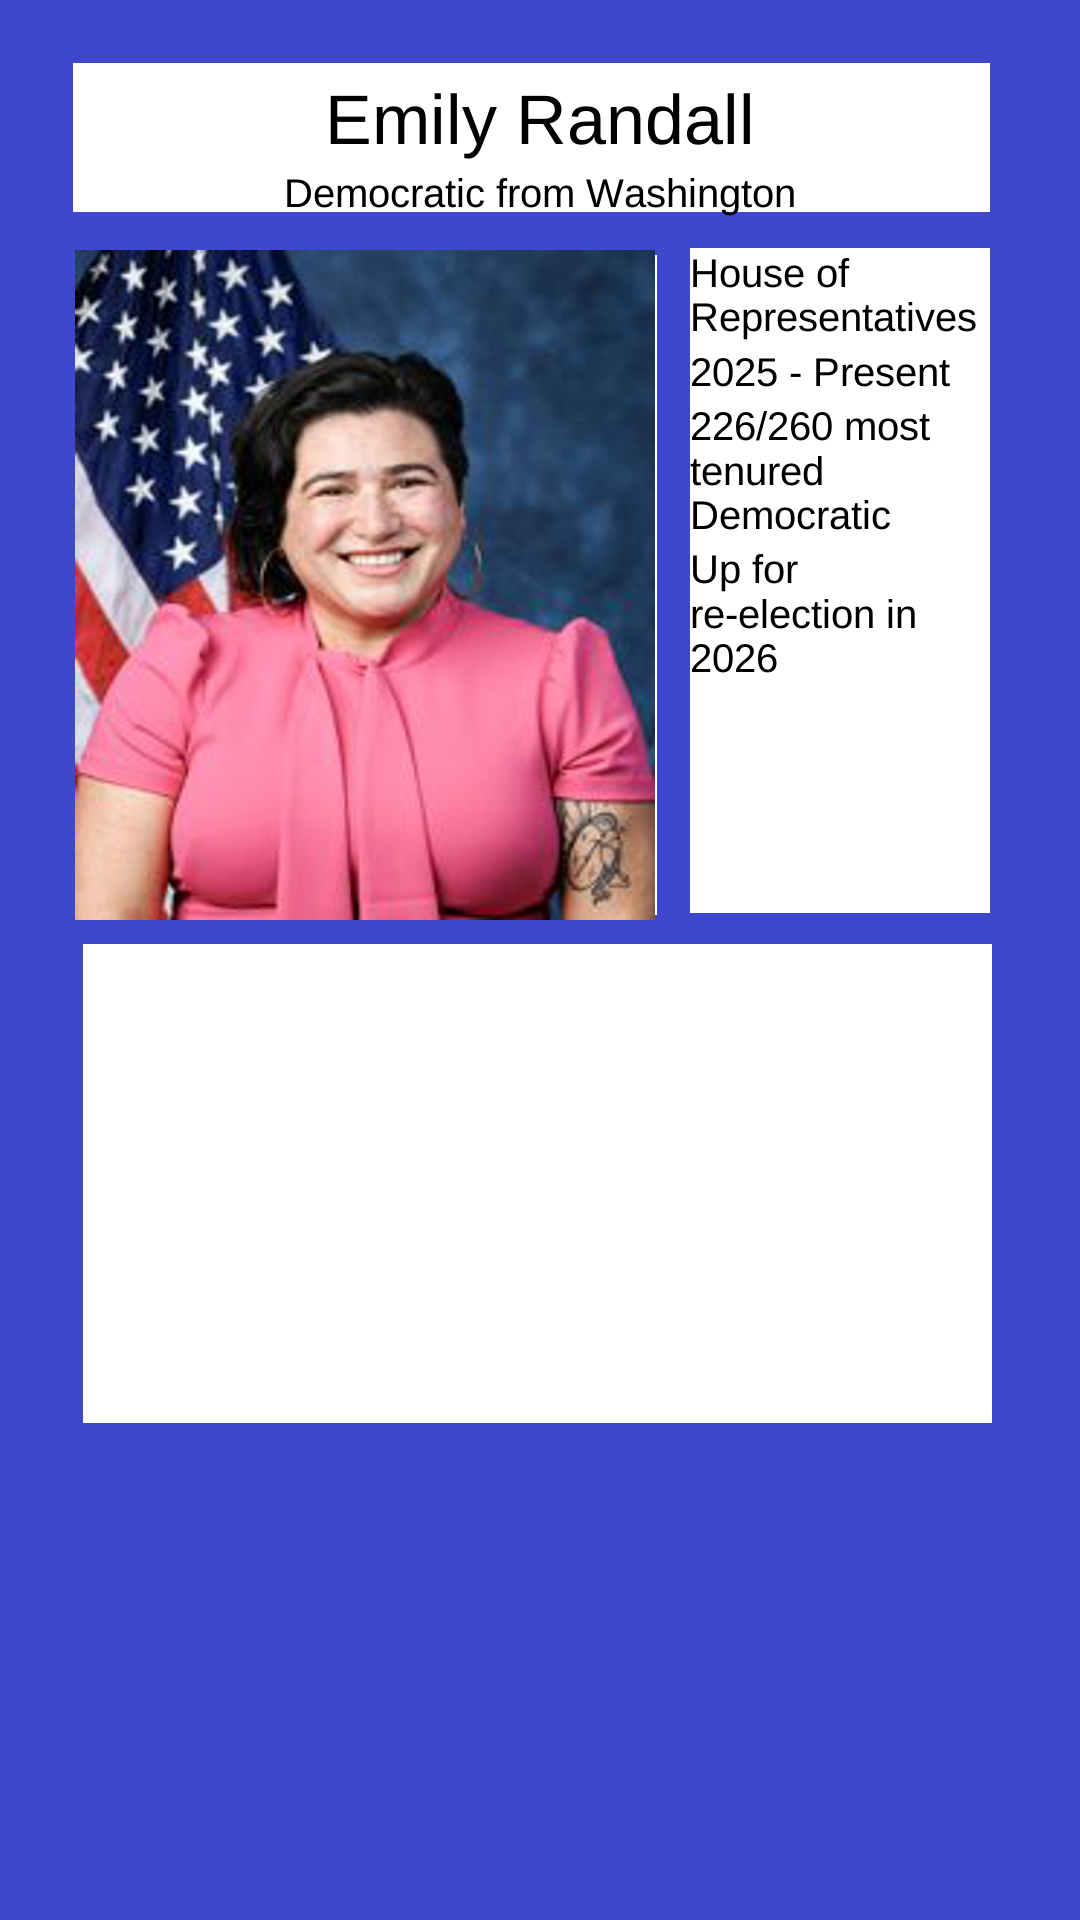 Emily Randall
Democratic from Washington
House of
Representatives
2025 - Present
226/260 most
tenured
Democratic
Up for
re-election in
2026